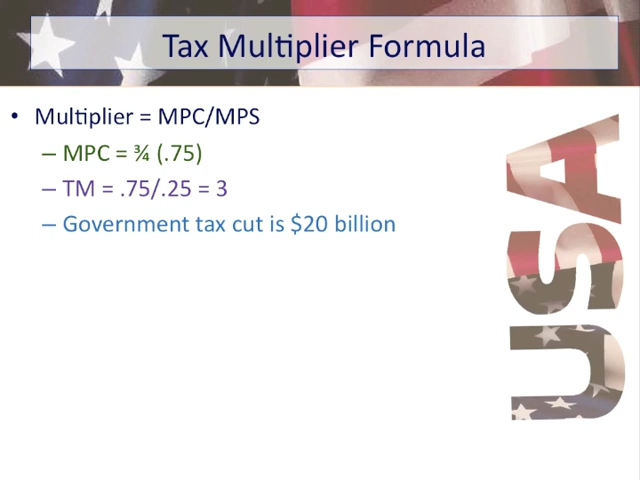 Tax Multiplier Formula
• Multiplier = MPC/MPS
– MPC = ¾ (.75)
– TM = .75/.25 = 3
– Government tax cut is $20 billion
USA